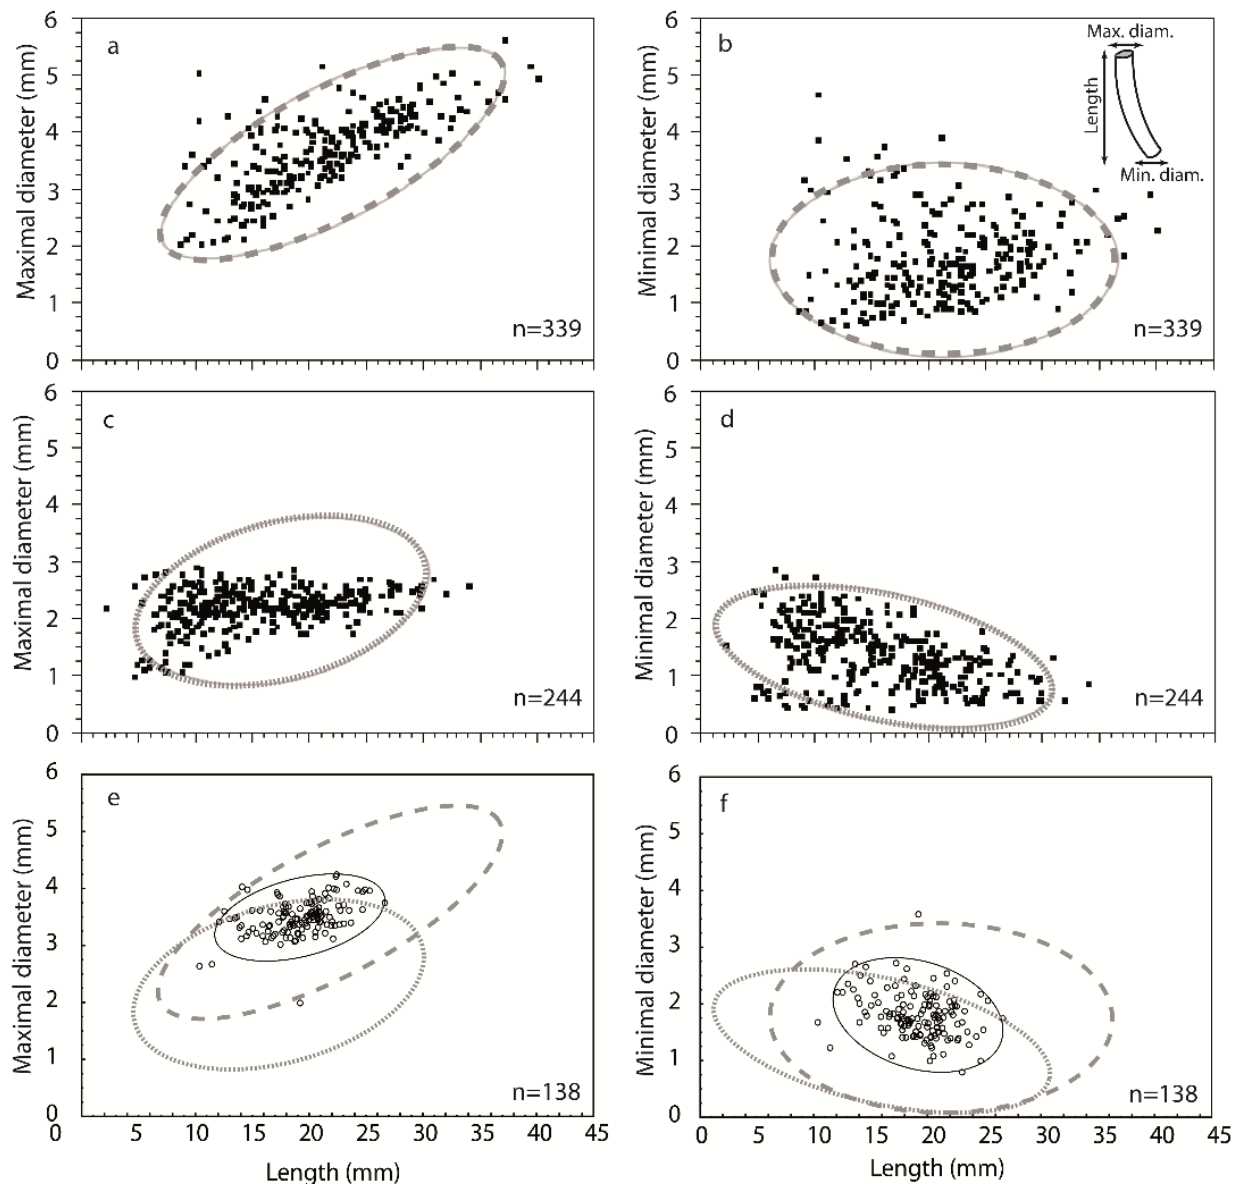 a
Maximal diameter (mm)
6
5
4
3
2
1
0
n=339
b
Minimal diameter (mm)
6
5
4
3
2
1
0
Max. diam.
Length
Min. diam.
n=339
c
Maximal diameter (mm)
6
5
4
3
2
1
0
n=244
d
Minimal diameter (mm)
6
5
4
3
2
1
0
n=244
e
Maximal diameter (mm)
6
5
4
3
2
1
0
n=138
0 5 10 15 20 25 30 35 40 45
Length (mm)
f
Minimal diameter (mm)
6
5
4
3
2
1
0
n=138
0 5 10 15 20 25 30 35 40 45
Length (mm)